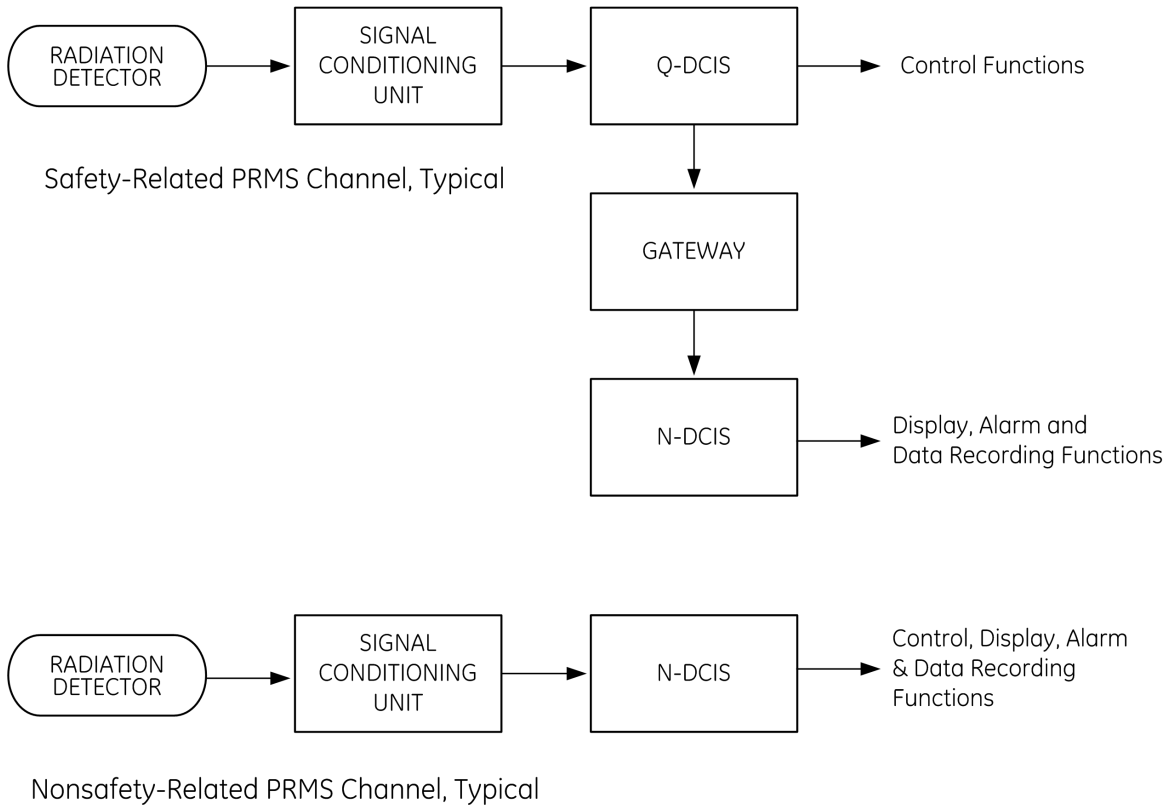 RADIATION
DETECTOR
SIGNAL
CONDITIONING
UNIT
Q-DCIS
Control Functions
Safety-Related PRMS Channel, Typical
GATEWAY
N-DCIS
Display, Alarm and
Data Recording Functions
RADIATION
DETECTOR
SIGNAL
CONDITIONING
UNIT
N-DCIS
Control, Display, Alarm
& Data Recording
Functions
Nonsafety-Related PRMS Channel, Typical